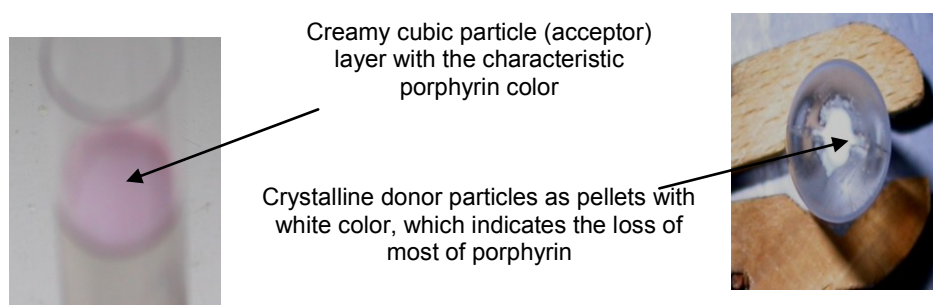 Creamy cubic particle (acceptor)
layer with the characteristic
porphyrin color
Crystalline donor particles as pellets with
white color, which indicates the loss of
most of porphyrin